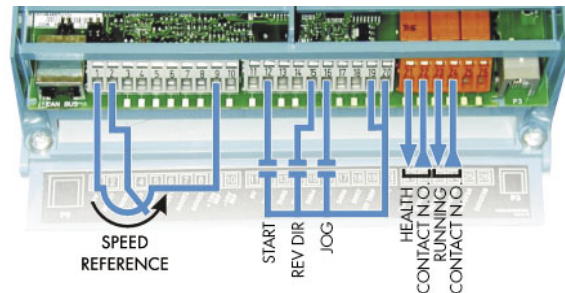 1 2 3 4 5 6 7 8 9 10
11 12 13 14 15 16 17 18 19 20
21 22 23 24 25 26
CAN BUS
P3
SPEED
REFERENCE
START
REV DIR
JOG
HEALTH
CONTACT N.O.
RUNNING
CONTACT N.O.